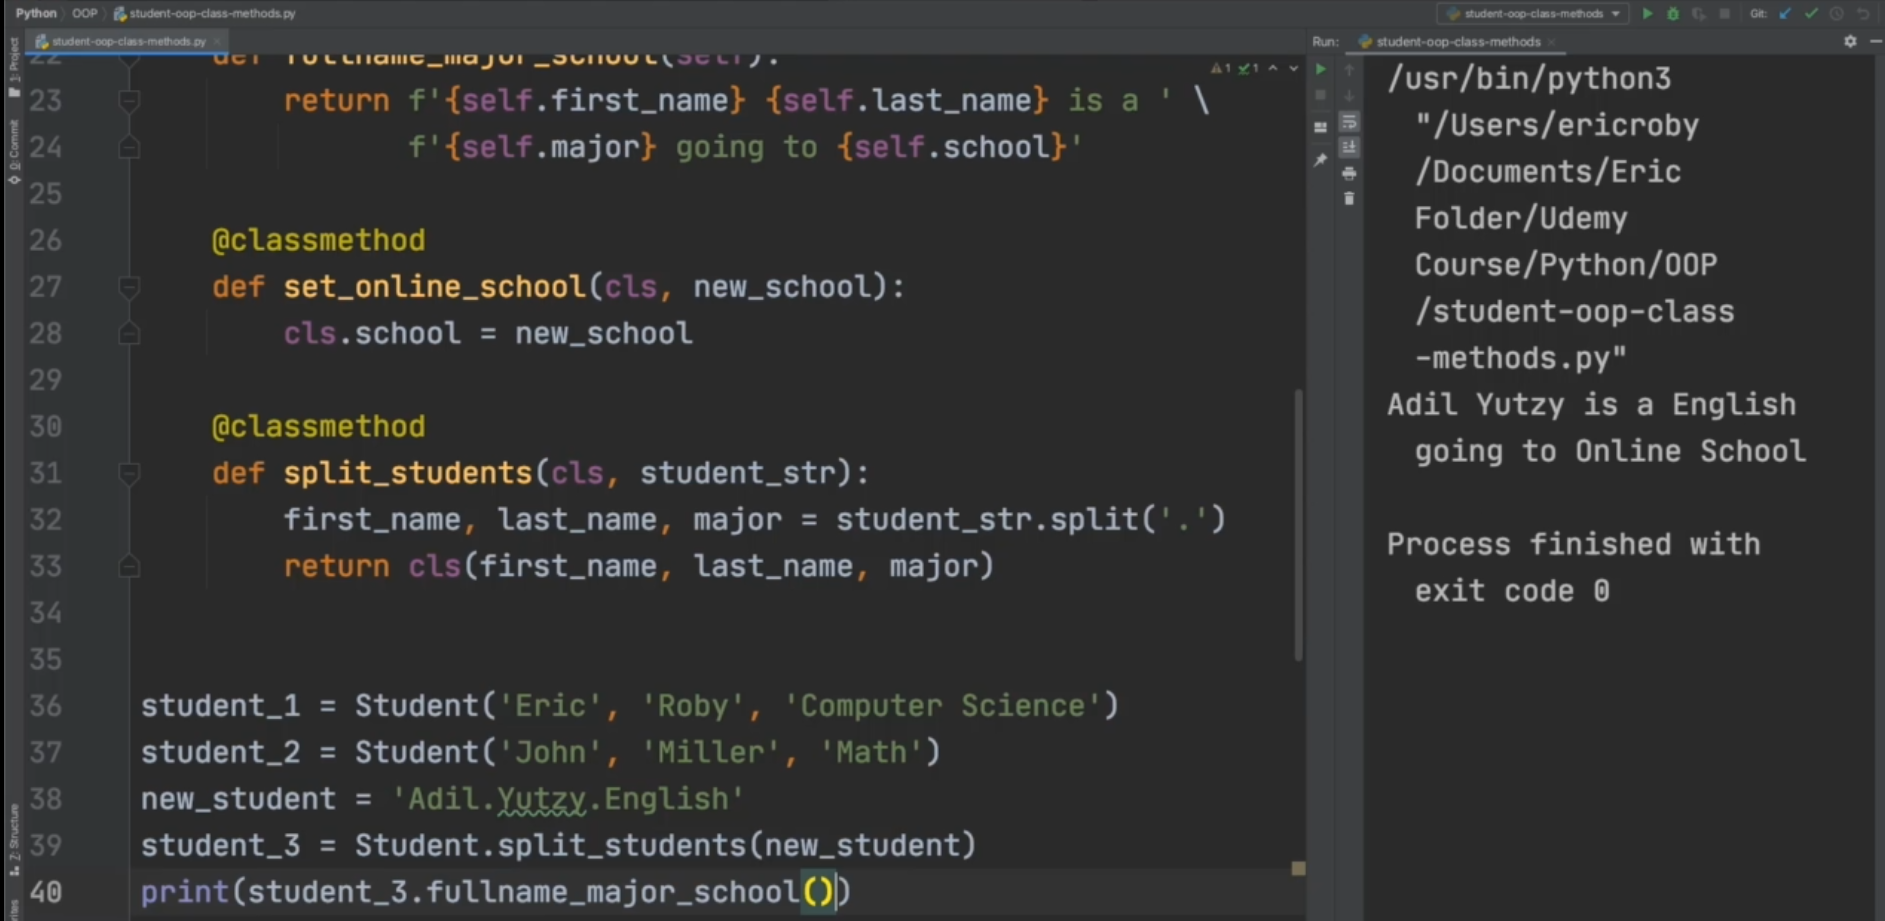 Python OOP student-oop-class-methods.py
student-oop-class-methods Git:
student-oop-class-methods.py
Run: student-oop-class-methods
1: Project
0: Commit
7: Structure
1 1
22 def fullname_major_school(self):
23 return f'{self.first_name} {self.last_name} is a ' \
24 f'{self.major} going to {self.school}'
25
26 @classmethod
27 def set_online_school(cls, new_school):
28 cls.school = new_school
29
30 @classmethod
31 def split_students(cls, student_str):
32 first_name, last_name, major = student_str.split('.')
33 return cls(first_name, last_name, major)
34
35
36 student_1 = Student('Eric', 'Roby', 'Computer Science')
37 student_2 = Student('John', 'Miller', 'Math')
38 new_student = 'Adil.Yutzy.English'
39 student_3 = Student.split_students(new_student)
40 print(student_3.fullname_major_school())
/usr/bin/python3
"/Users/ericroby
/Documents/Eric
Folder/Udemy
Course/Python/OOP
/student-oop-class
-methods.py"
Adil Yutzy is a English
going to Online School
Process finished with
exit code 0